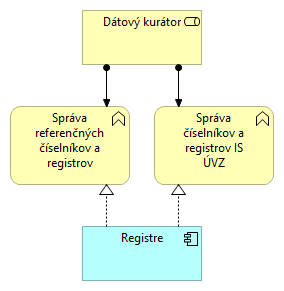 Dátový kurátor
Správa
referenčných
číselníkov a
registrov
Správa
číselníkov a
registrov IS
ÚVZ
Registre